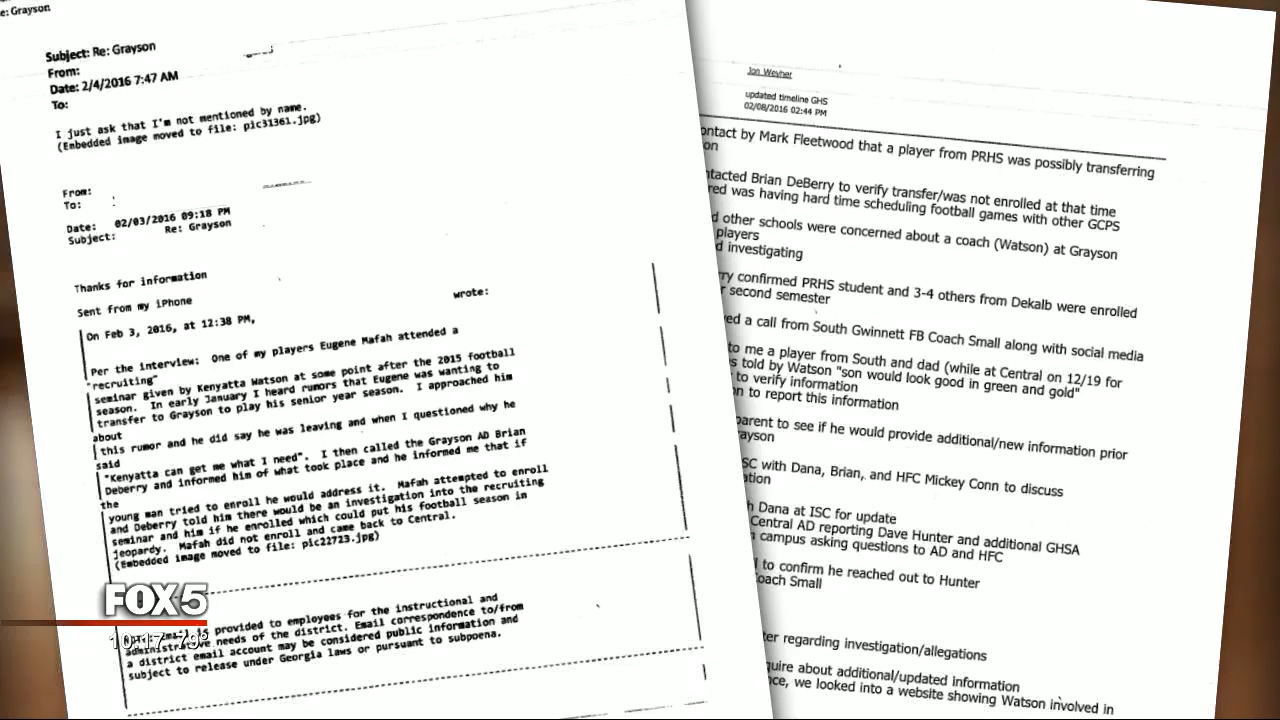 e: Grayson
Subject: Re: Grayson
From:
Date: 2/4/2016 7:47 AM
To:
I just ask that I'm not mentioned by name.
(Embedded image moved to file: pic31361.jpg)
From:
To:
Date: 02/03/2016 09:18 PM
Subject: Re: Grayson
Thanks for information
Sent from my iPhone
On Feb 3, 2016, at 12:38 PM, wrote:
Per the interview: One of my players Eugene Mafah attended a
"recruiting"
seminar given by Kenyatta Watson at some point after the 2015 football
season. In early January I heard rumors that Eugene was wanting to
transfer to Grayson to play his senior year season. I approached him
about
this rumor and he did say he was leaving and when I questioned why he
said
"Kenyatta can get me what I need". I then called the Grayson AD Brian
Deberry and informed him of what took place and he informed me that if
the
young man tried to enroll he would address it. Mafah attempted to enroll
and Deberry told him there would be an investigation into the recruiting
seminar and him if he enrolled which could put his football season in
jeopardy. Mafah did not enroll and came back to Central.
(Embedded image moved to file: pic22723.jpg)
email is provided to employees for the instructional and
administrative needs of the district. Email correspondence to/from
a district email account may be considered public information and
subject to release under Georgia laws or pursuant to subpoena.
Jon Weyher
updated timeline GHS
02/08/2016 02:44 PM
ontact by Mark Fleetwood that a player from PRHS was possibly transferring
on
ntacted Brian DeBerry to verify transfer/was not enrolled at that time
red was having hard time scheduling football games with other GCPS
d other schools were concerned about a coach (Watson) at Grayson
players
d investigating
rry confirmed PRHS student and 3-4 others from Dekalb were enrolled
r second semester
ved a call from South Gwinnett FB Coach Small along with social media
to me a player from South and dad (while at Central on 12/19 for
s told by Watson "son would look good in green and gold"
to verify information
on to report this information
parent to see if he would provide additional/new information prior
rayson
SC with Dana, Brian, and HFC Mickey Conn to discuss
ation
h Dana at ISC for update
Central AD reporting Dave Hunter and additional GHSA
n campus asking questions to AD and HFC
l to confirm he reached out to Hunter
oach Small
ter regarding investigation/allegations
quire about additional/updated information
nce, we looked into a website showing Watson involved in
FOX 5
10:17 79°